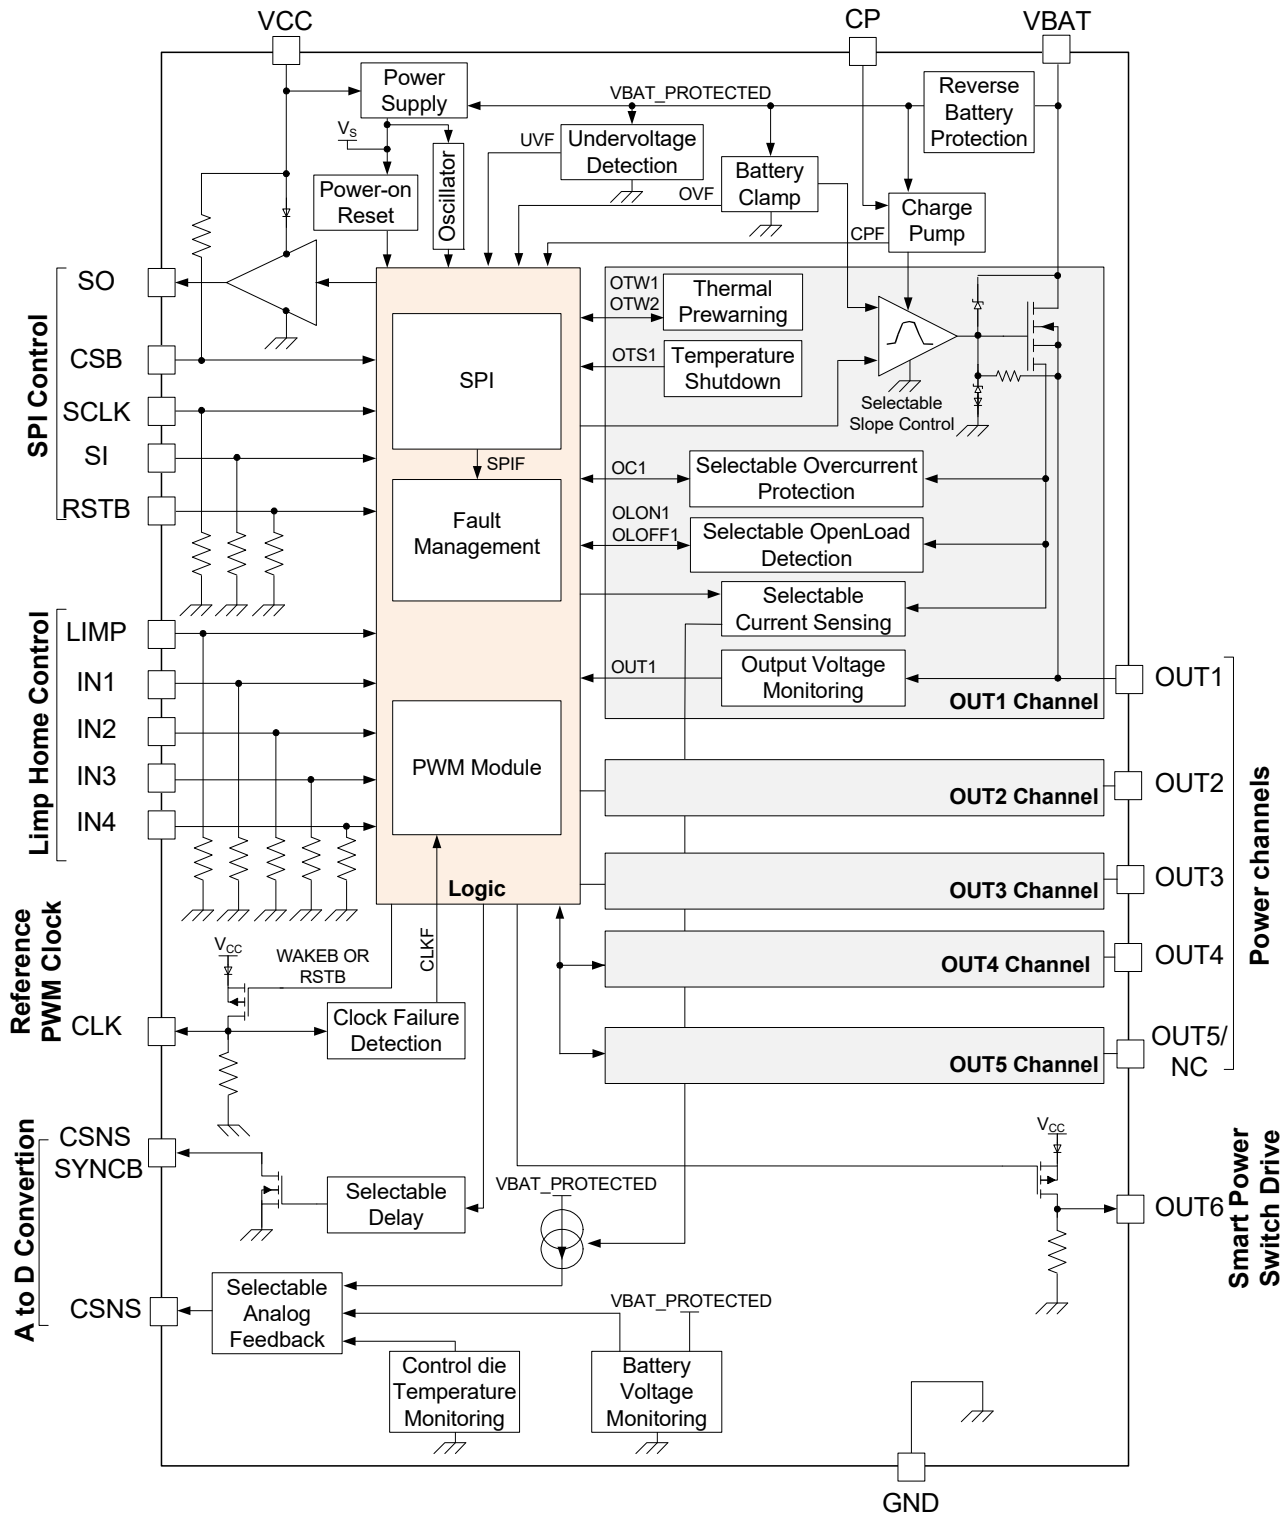 VCC
CP
VBAT
Power
Supply
VBAT_PROTECTED
Reverse
Battery
Protection
VS
UVF
Undervoltage
Detection
Oscillator
Power-on
Reset
OVF
Battery
Clamp
CPF
Charge
Pump
SPI Control
SO
CSB
SCLK
SI
RSTB
SPI
SPIF
Fault
Management
PWM Module
Logic
OTW1
OTW2
Thermal
Prewarning
OTS1
Temperature
Shutdown
Selectable
Slope Control
OC1
Selectable Overcurrent
Protection
OLON1
OLOFF1
Selectable OpenLoad
Detection
Selectable
Current Sensing
OUT1
Output Voltage
Monitoring
OUT1 Channel
OUT1
Limp Home Control
LIMP
IN1
IN2
IN3
IN4
OUT2 Channel
OUT2
OUT3 Channel
OUT3
OUT4 Channel
OUT4
OUT5 Channel
OUT5/
NC
Power channels
Reference
PWM Clock
VCC
WAKEB OR
RSTB
CLKF
CLK
Clock Failure
Detection
A to D Convertion
CSNS
SYNCB
Selectable
Delay
VBAT_PROTECTED
VCC
OUT6
Smart Power
Switch Drive
CSNS
Selectable
Analog
Feedback
VBAT_PROTECTED
Control die
Temperature
Monitoring
Battery
Voltage
Monitoring
GND